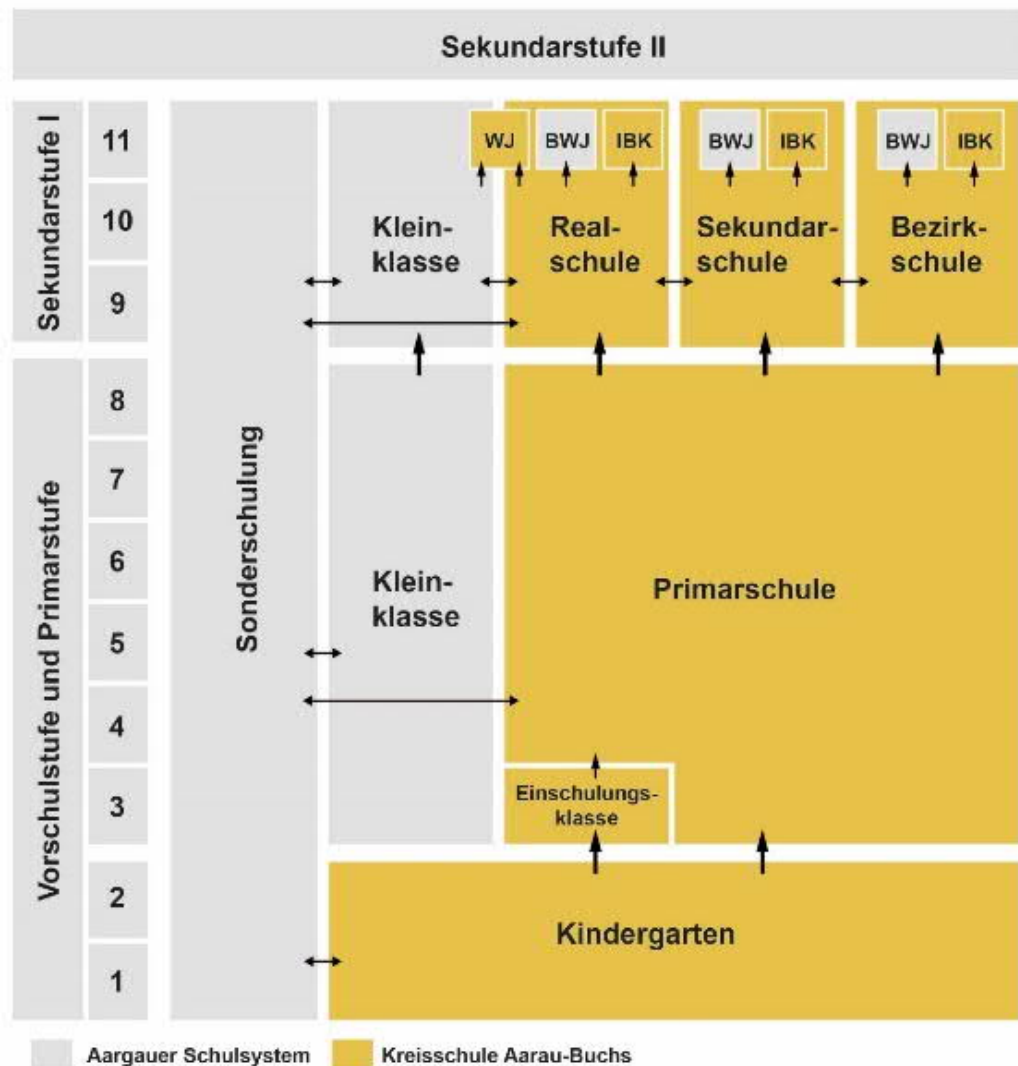 Sekundarstufe II
Sekundarstufe I
11
10
9
WJ
BWJ
IBK
BWJ
IBK
BWJ
IBK
Klein-
klasse
Real-
schule
Sekundar-
schule
Bezirk-
schule
Vorschulstufe und Primarstufe
8
7
6
5
4
3
2
1
Sonderschulung
Klein-
klasse
Primarschule
Einschulungs-
klasse
Kindergarten
Aargauer Schulsystem
Kreisschule Aarau-Buchs